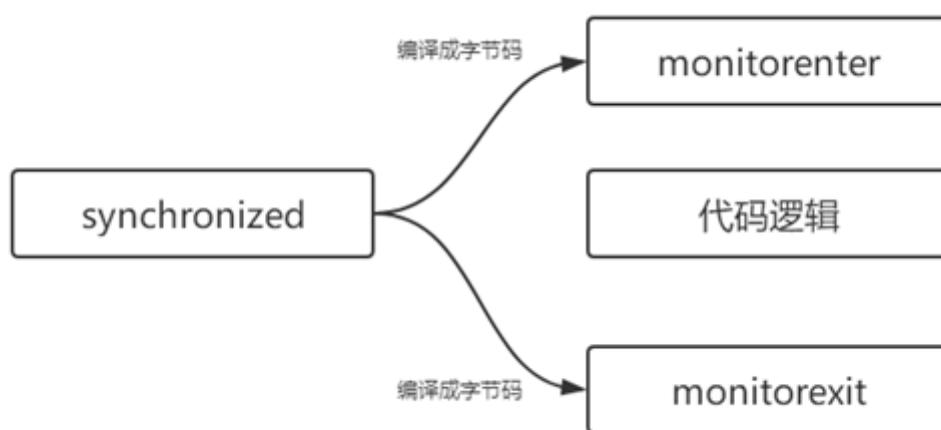 编译成字节码
monitorenter
synchronized
代码逻辑
编译成字节码
monitorexit